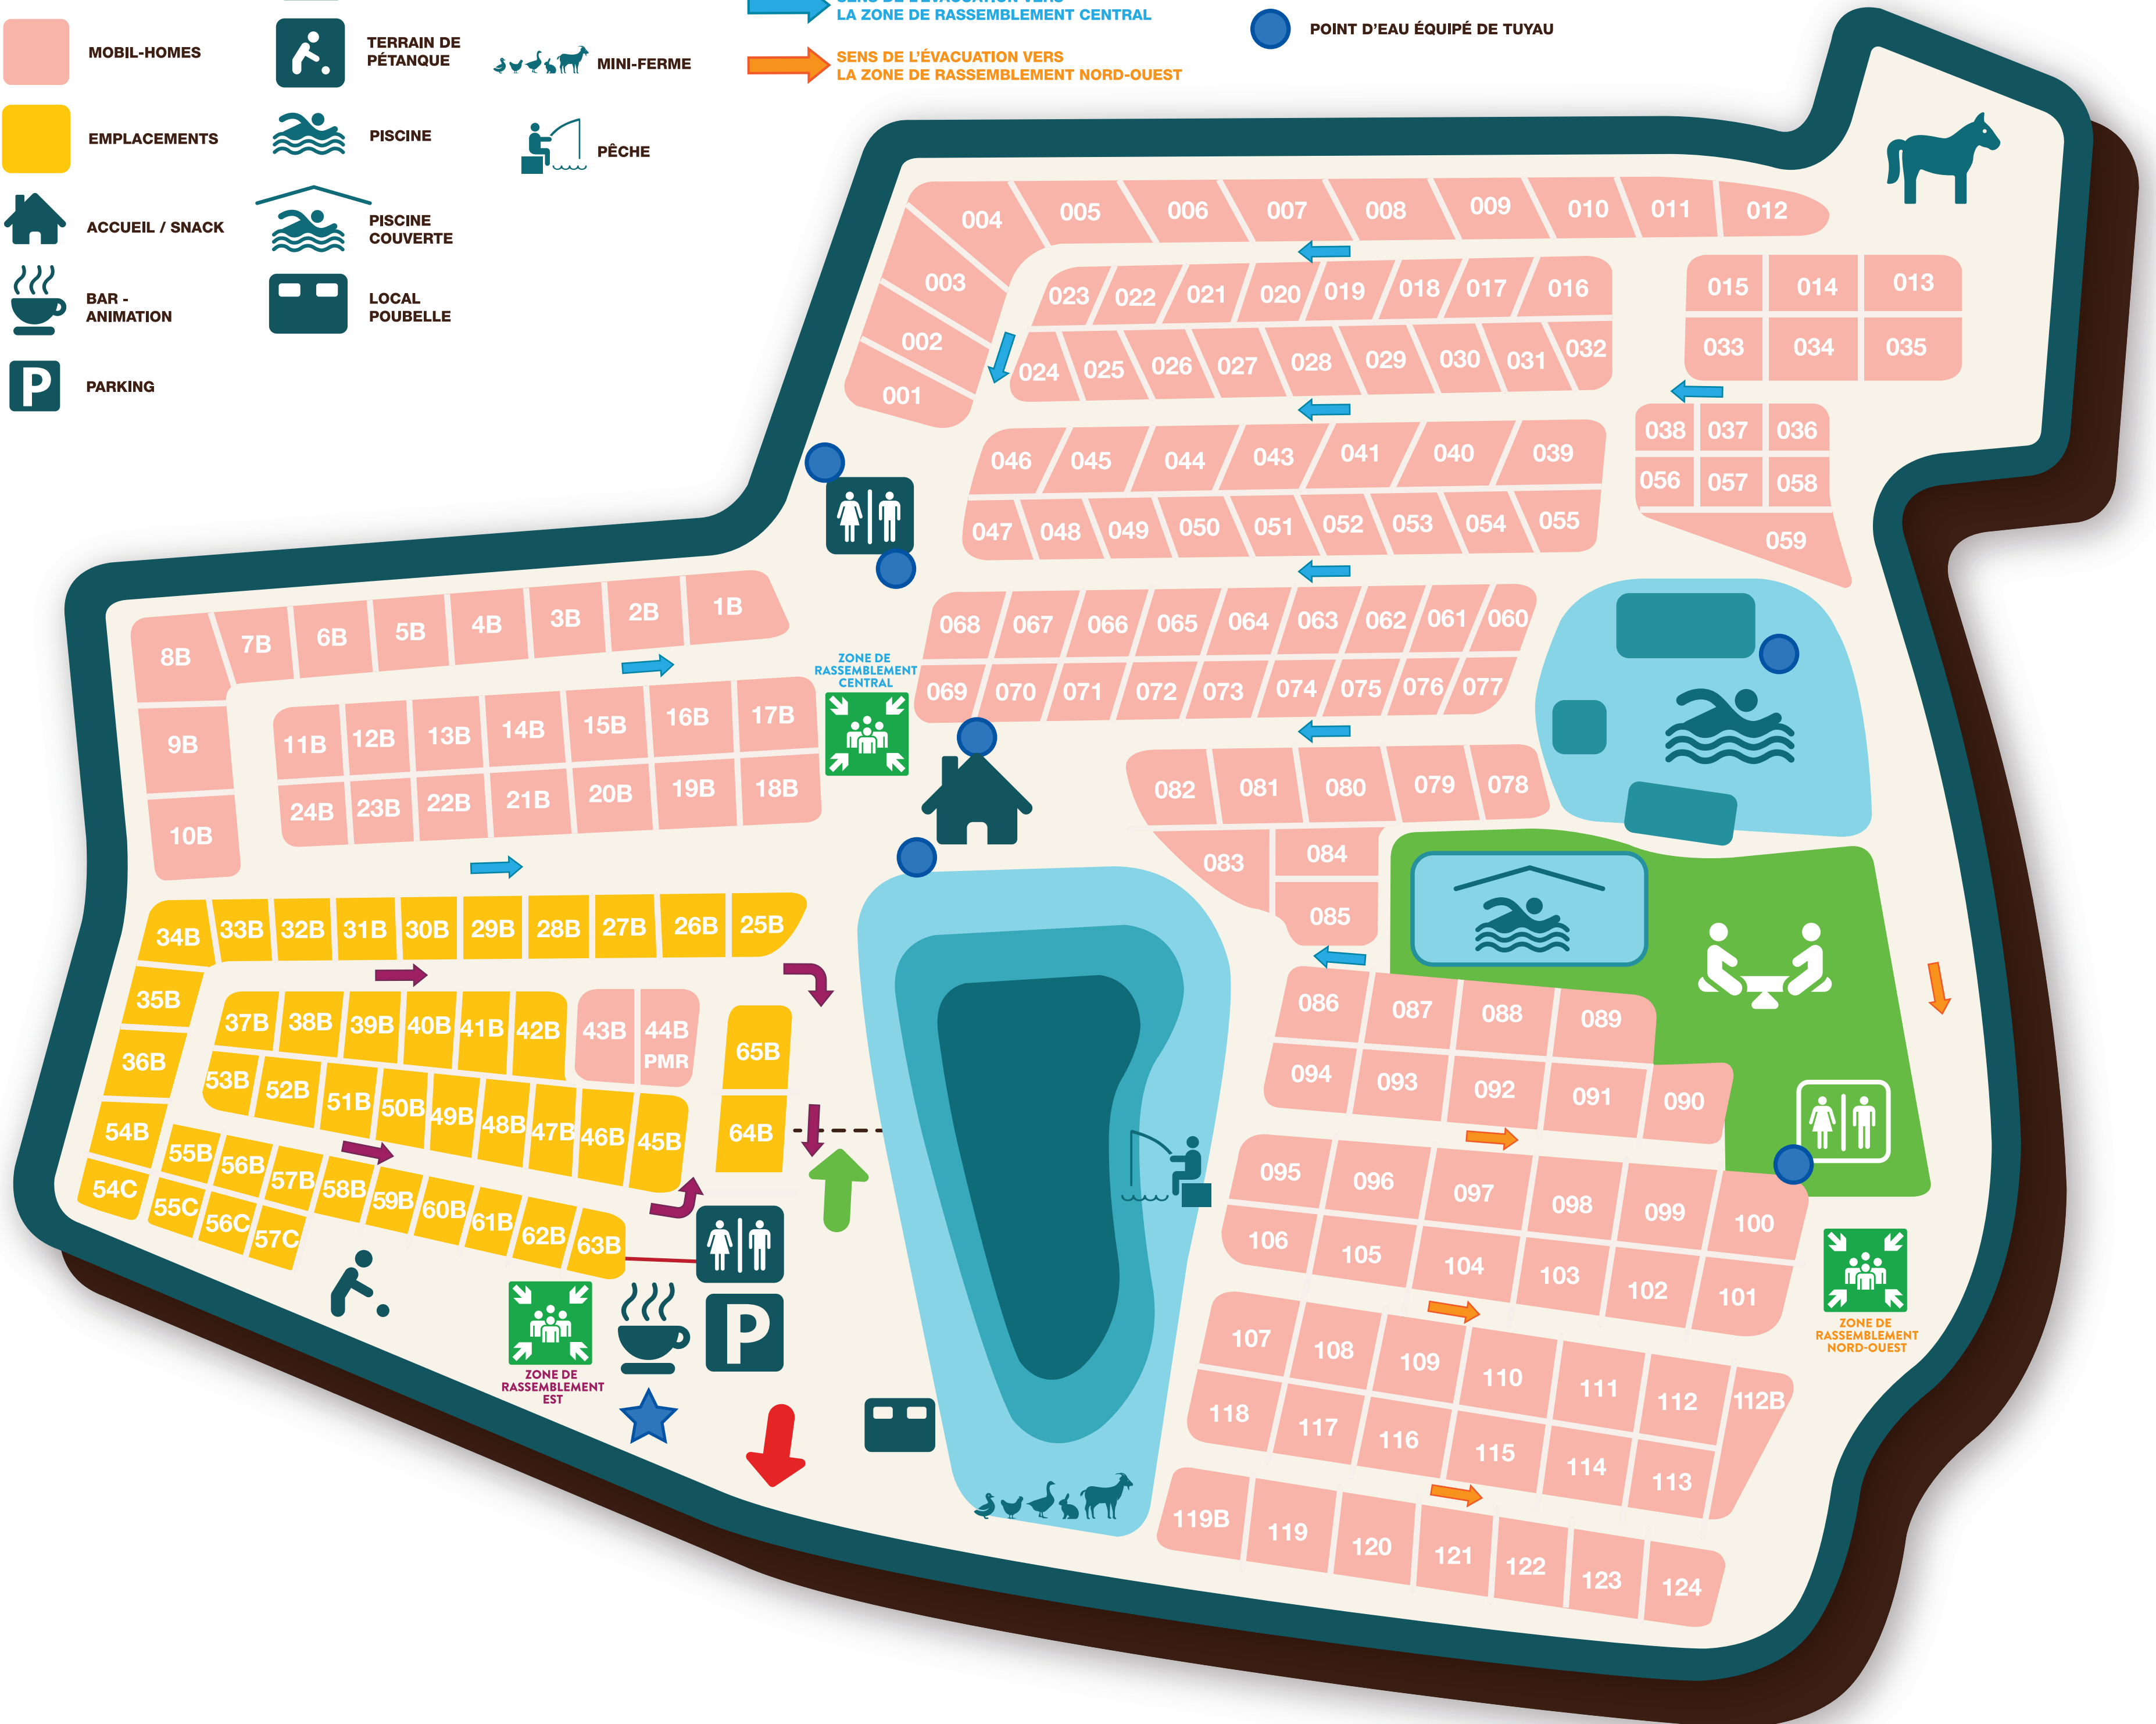 SENS DE L'ÉVACUATION VERS
LA ZONE DE RASSEMBLEMENT CENTRAL
SENS DE L'ÉVACUATION VERS
LA ZONE DE RASSEMBLEMENT NORD-OUEST
POINT D'EAU ÉQUIPÉ DE TUYAU
MOBIL-HOMES
TERRAIN DE
PÉTANQUE
MINI-FERME
EMPLACEMENTS
PISCINE
PÊCHE
ACCUEIL / SNACK
PISCINE
COUVERTE
BAR -
ANIMATION
LOCAL
POUBELLE
P
PARKING
004 005 006 007 008 009 010 011 012
003
002
001
023 022 021 020 019 018 017 016
015 014 013
024 025 026 027 028 029 030 031 032
033 034 035
038 037 036
046 045 044 043 041 040 039
056 057 058
047 048 049 050 051 052 053 054 055
059
8B 7B 6B 5B 4B 3B 2B 1B
068 067 066 065 064 063 062 061 060
ZONE DE
RASSEMBLEMENT
CENTRAL
069 070 071 072 073 074 075 076 077
9B
11B 12B 13B 14B 15B 16B 17B
10B
24B 23B 22B 21B 20B 19B 18B
082 081 080 079 078
083 084
085
34B 33B 32B 31B 30B 29B 28B 27B 26B 25B
35B
36B
37B 38B 39B 40B 41B 42B 43B 44B
PMR
65B
086 087 088 089
53B 52B 51B 50B 49B 48B 47B 46B 45B
64B
094 093 092 091 090
54B 55B 56B 57B 58B 59B 60B 61B 62B 63B
54C 55C 56C 57C
095 096 097 098 099 100
106 105 104 103 102 101
P
ZONE DE
RASSEMBLEMENT
EST
ZONE DE
RASSEMBLEMENT
NORD-OUEST
107 108 109 110 111 112 112B
118 117 116 115 114 113
119B 119 120 121 122 123 124